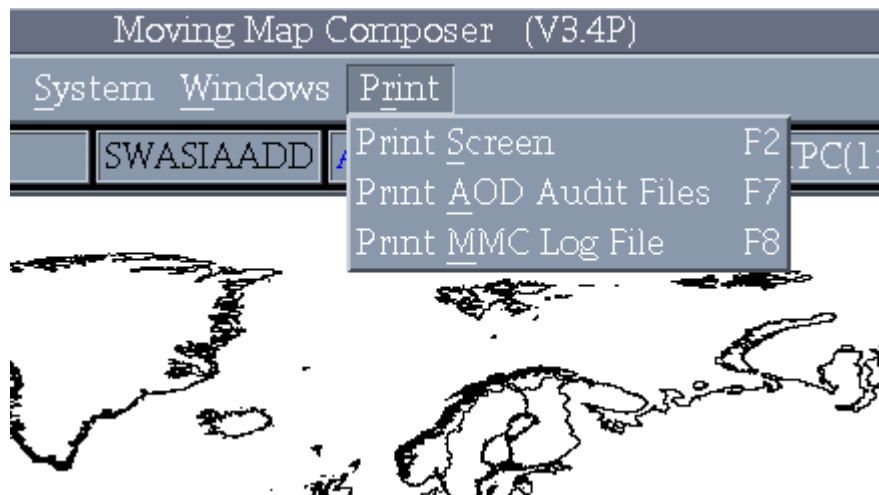 Moving Map Composer (V3.4P)
System Windows Print
SWASIAADD
Print Screen F2
Print AOD Audit Files F7
Print MMC Log File F8